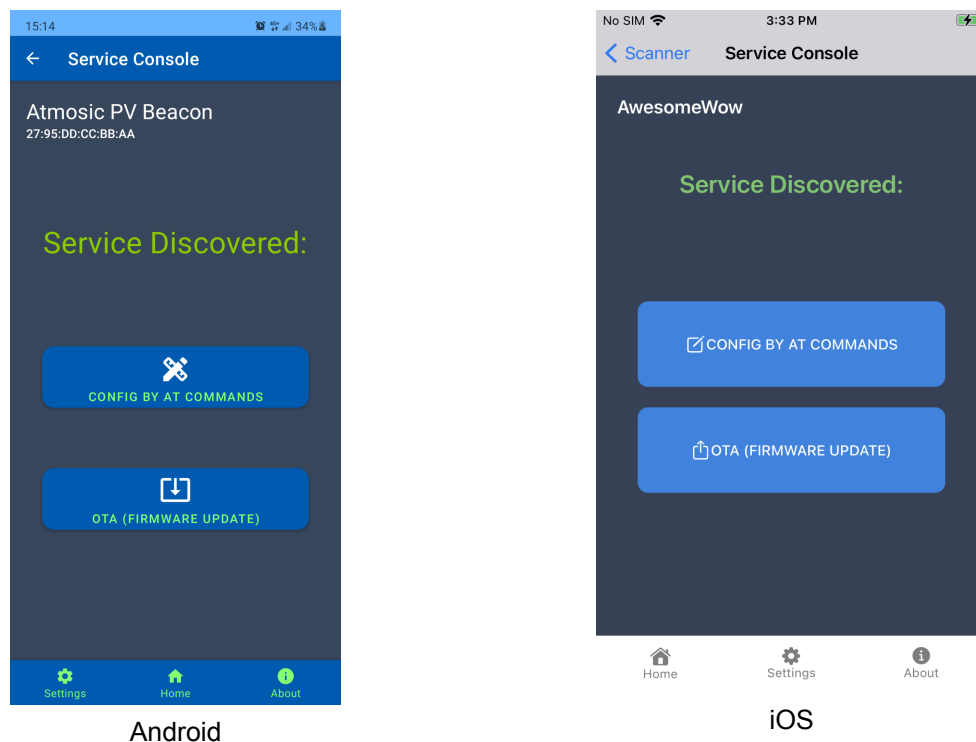 15:14
34%
Service Console
Atmosic PV Beacon
27:95:DD:CC:BB:AA
Service Discovered:
CONFIG BY AT COMMANDS
OTA (FIRMWARE UPDATE)
Settings
Home
About
Android
No SIM
3:33 PM
Scanner
Service Console
AwesomeWow
Service Discovered:
CONFIG BY AT COMMANDS
OTA (FIRMWARE UPDATE)
Home
Settings
About
iOS